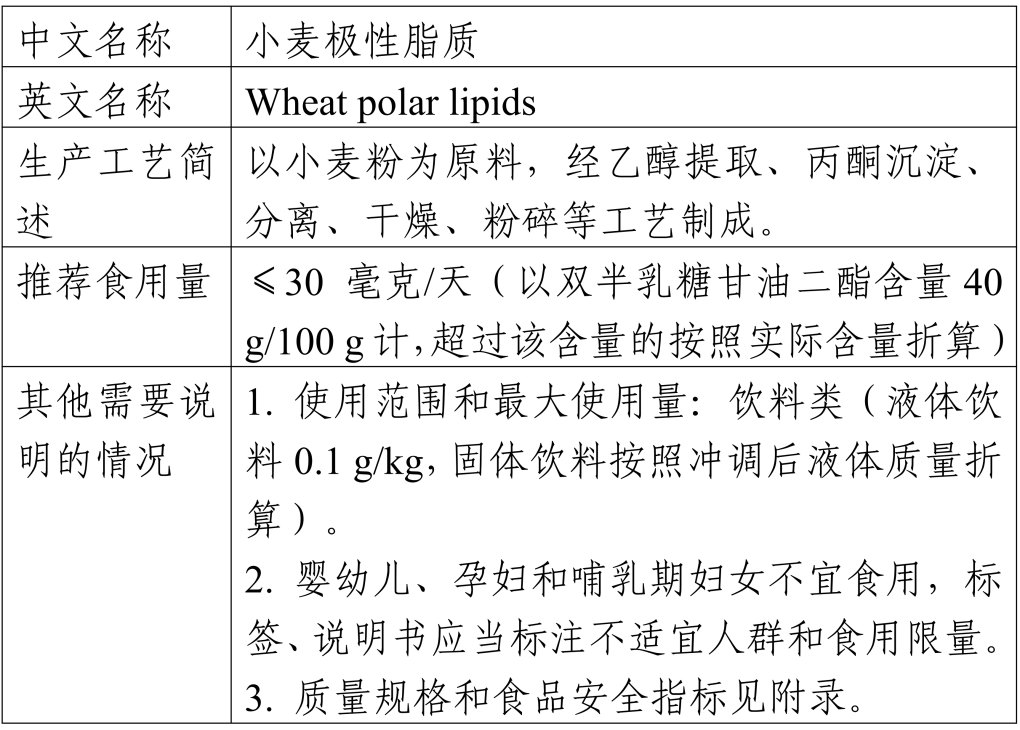 中文名称
小麦极性脂质
英文名称
Wheat polar lipids
生产工艺简
述
以小麦粉为原料，经乙醇提取、丙酮沉淀、
分离、干燥、粉碎等工艺制成。
推荐食用量
≤30 毫克/天（以双半乳糖甘油二酯含量 40
g/100 g 计，超过该含量的按照实际含量折算）
其他需要说
明的情况
1. 使用范围和最大使用量：饮料类（液体饮
料 0.1 g/kg，固体饮料按照冲调后液体质量折
算）。
2. 婴幼儿、孕妇和哺乳期妇女不宜食用，标
签、说明书应当标注不适宜人群和食用限量。
3. 质量规格和食品安全指标见附录。